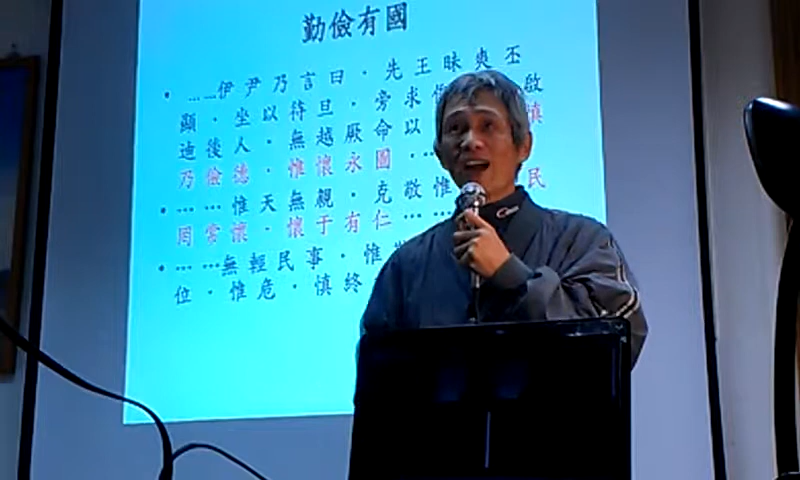 勤儉有國
• ……伊尹乃言曰．先王昧爽丕
顯．坐以待旦．旁求 啟
迪後人．無越厥命以 慎
乃儉德．惟懷永圖．…
• ……惟天無親．克敬惟 民
罔常懷．懷于有仁……
• ……無輕民事．惟
位．惟危．慎終